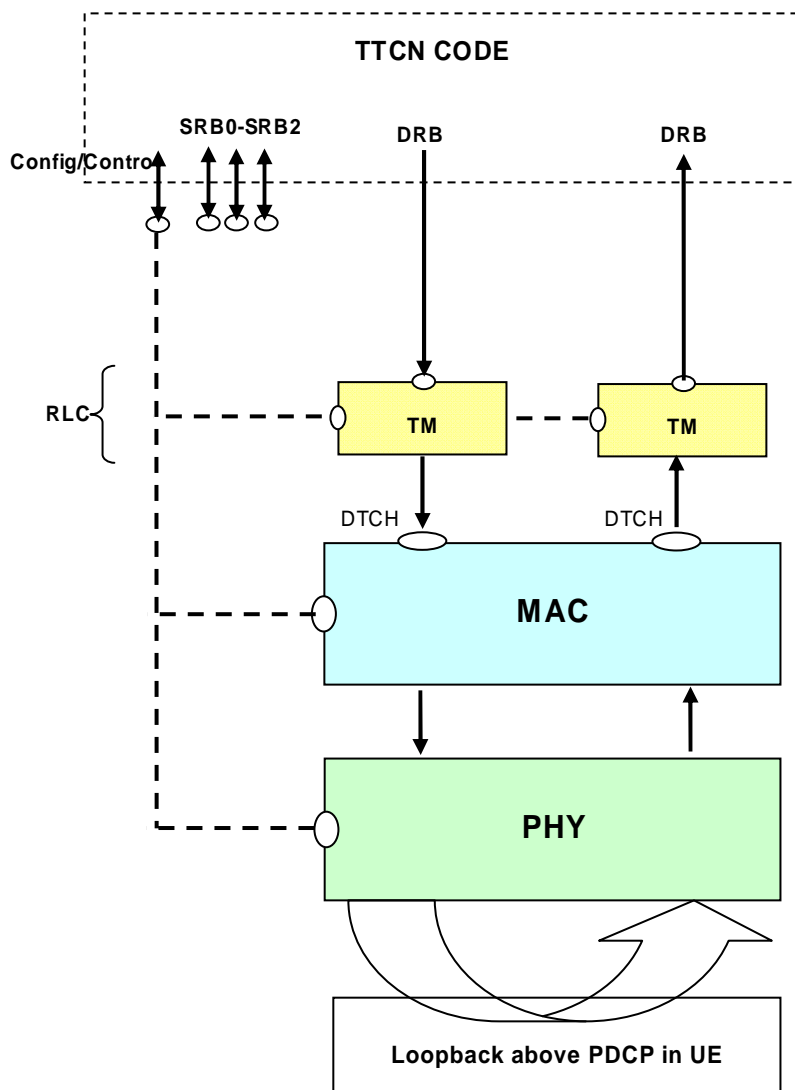 TTCN CODE
SRB0-SRB2
DRB
DRB
Config/Contro
RLC
TM
TM
DTCH
DTCH
MAC
PHY
Loopback above PDCP in UE